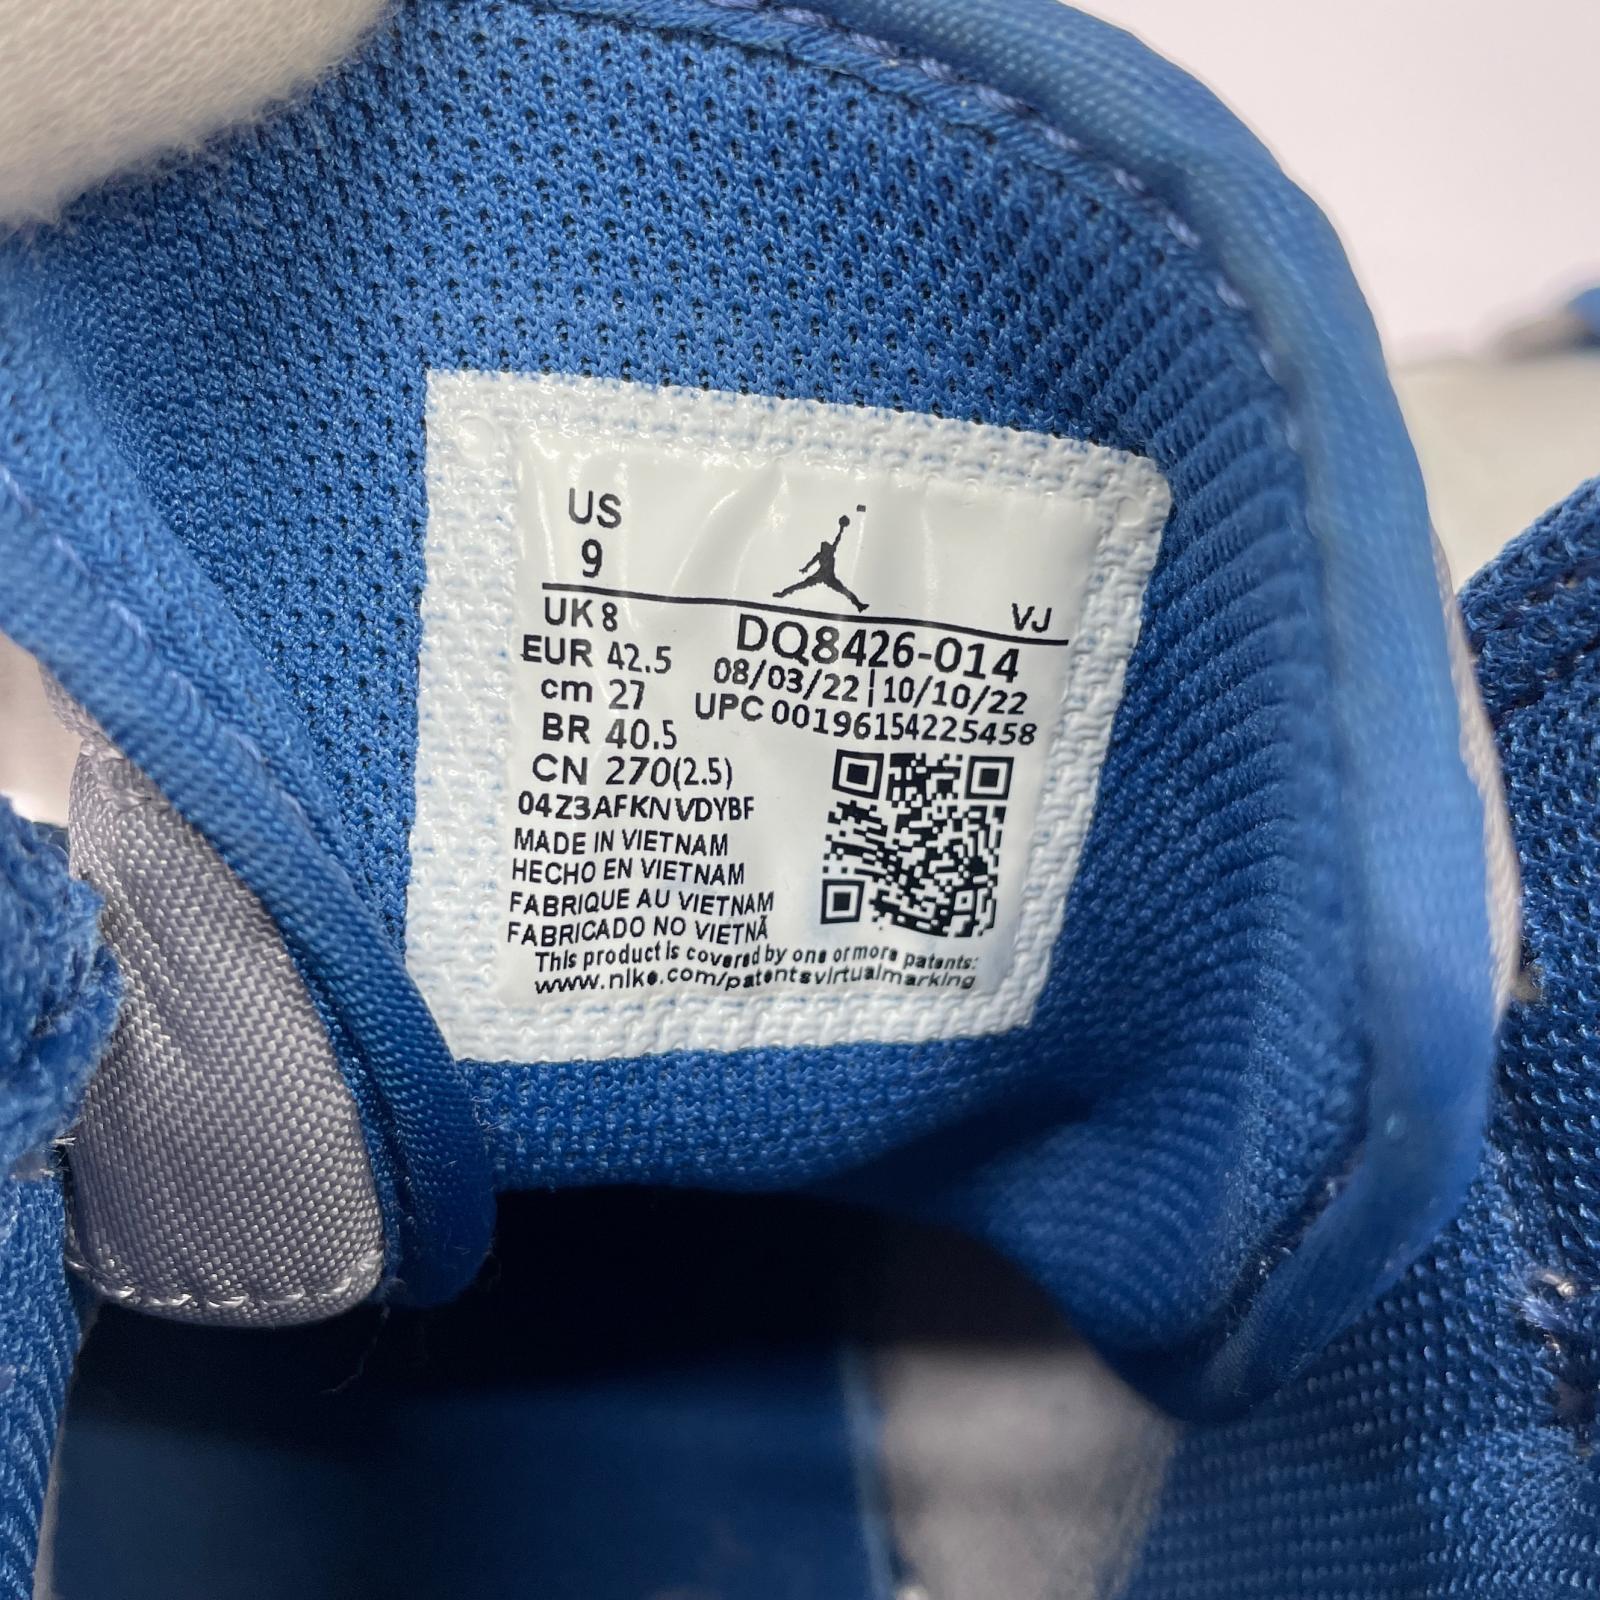 US
9
VJ
UK 8
DQ8426-014
EUR 42.5
08/03/22 | 10/10/22
cm 27
UPC 00196154225458
BR 40.5
CN 270(2.5)
04Z3AFKNVDYBF
MADE IN VIETNAM
HECHO EN VIETNAM
FABRIQUE AU VIETNAM
FABRICADO NO VIETNÃ
This product is covered by one or more patents:
www.nike.com/patentsvirtualmarking